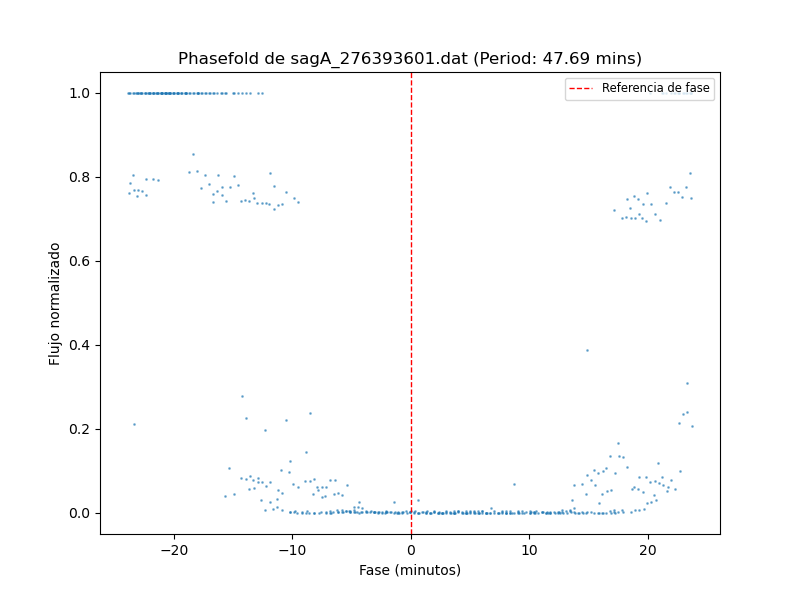 Phasefold de sagA_276393601.dat (Period: 47.69 mins)
Referencia de fase
Flujo normalizado
1.0
0.8
0.6
0.4
0.2
0.0
−20
−10
0
10
20
Fase (minutos)